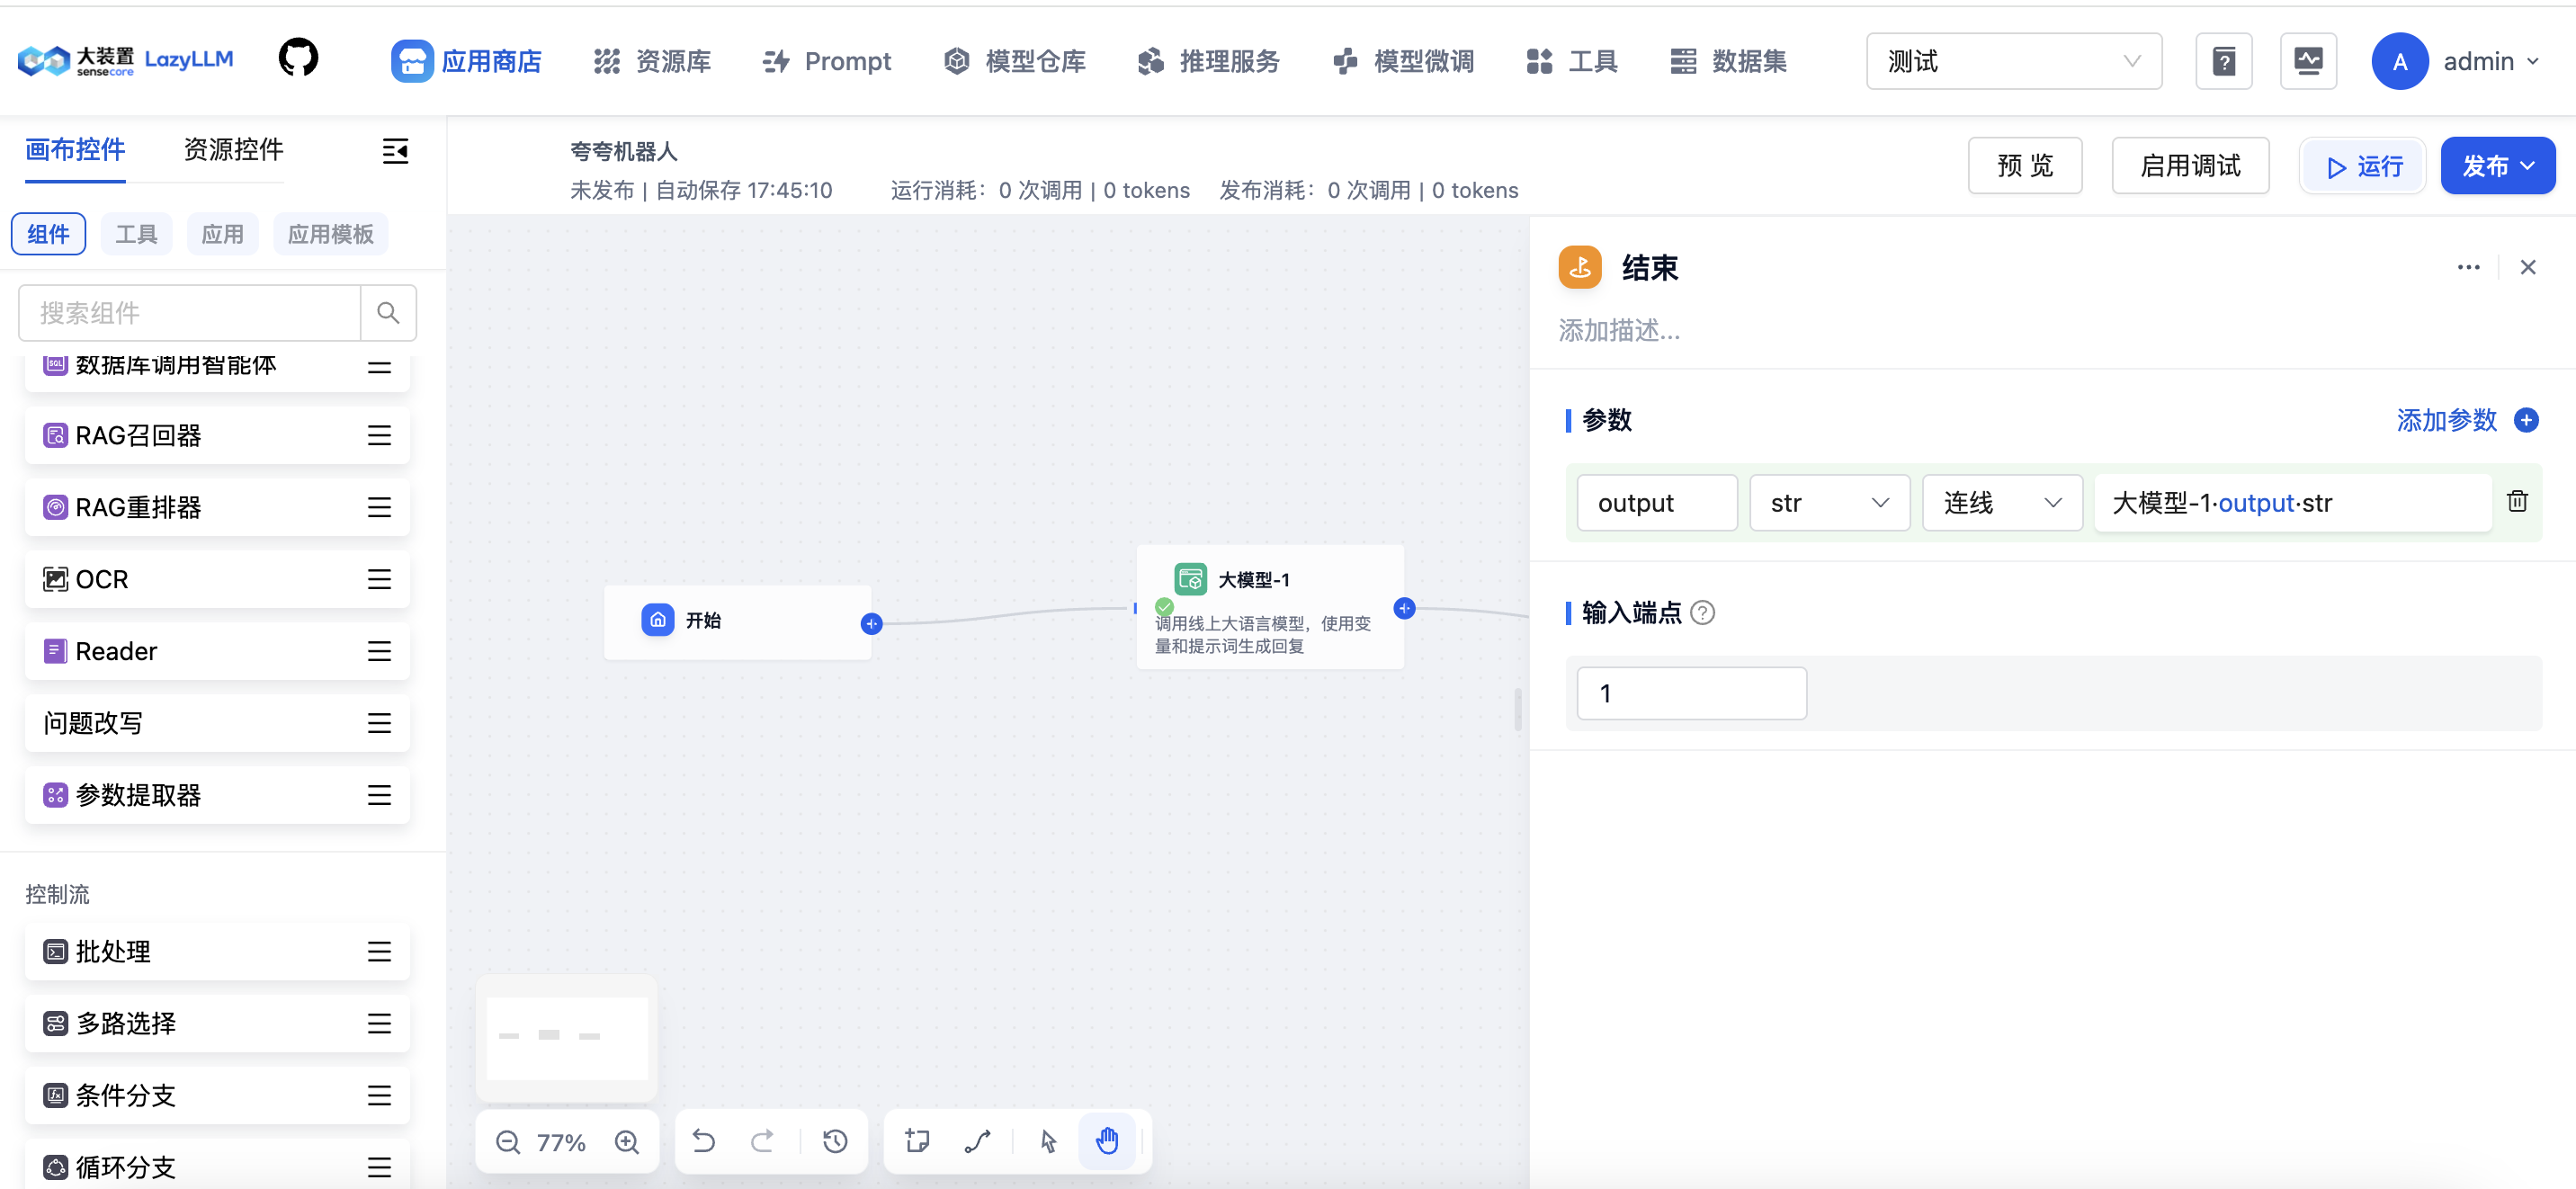 大装置 sensecore LazyLLM
应用商店
资源库
Prompt
模型仓库
推理服务
模型微调
工具
数据集
测试
A
admin
画布控件
资源控件
组件
工具
应用
应用模板
搜索组件
数据库调用智能体
RAG召回器
RAG重排器
OCR
Reader
问题改写
参数提取器
控制流
批处理
多路选择
条件分支
循环分支
夸夸机器人
未发布 | 自动保存 17:45:10 运行消耗：0 次调用 | 0 tokens 发布消耗：0 次调用 | 0 tokens
预 览
启用调试
运行
发布
开始
大模型-1
调用线上大语言模型，使用变
量和提示词生成回复
77%
结束
添加描述...
参数
添加参数
output
str
连线
大模型-1·output·str
输入端点
1